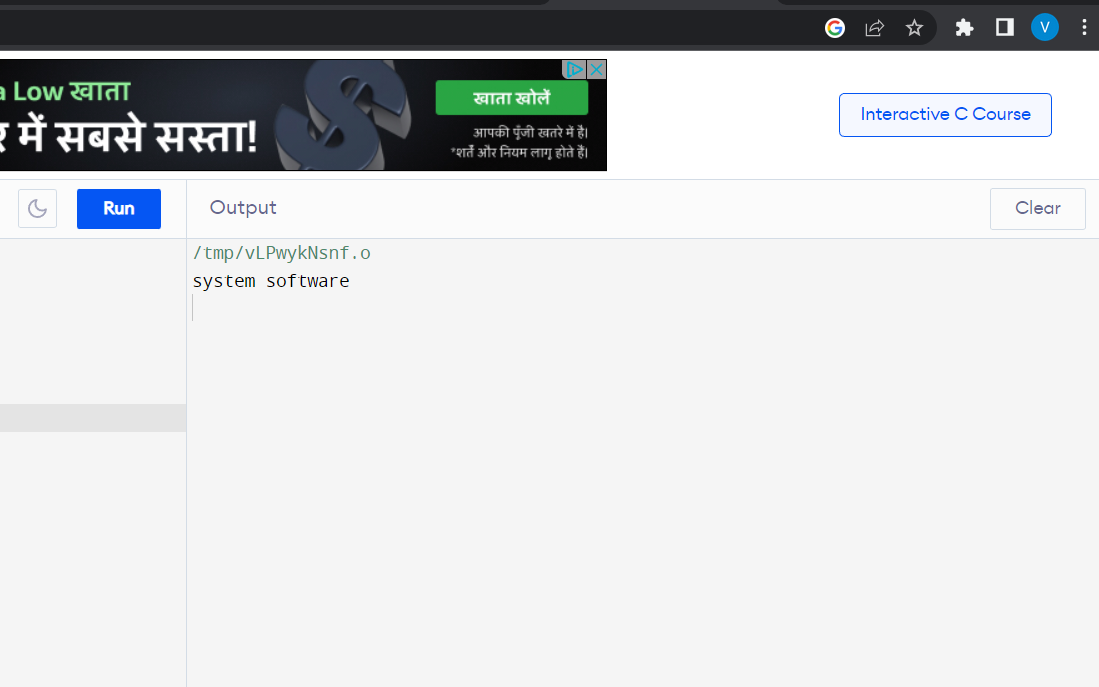 V
a Low खाता
र में सबसे सस्ता!
खाता खोलें
आपकी पूँजी खतरे में है।
*शर्तें और नियम लागू होते हैं।
Interactive C Course
Run
Output
Clear
/tmp/vLPwykNsnf.o
system software